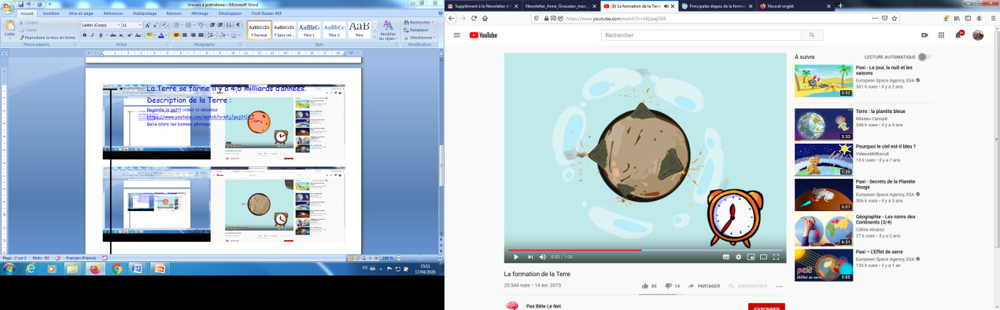 Univers à préhistoire - Microsoft Word
Accueil Insertion Mise en page Références Publipostage Révision Affichage Développeur Foxit Reader PDF
Coller
Couper
Copier
Reproduire la mise en forme
Presse-papiers
Calibri (Corps) 11
Police
Paragraphe
AaBbCcDc AaBbCcDc AaBbC AaBbCc AaB
¶ Normal ¶ Sans int... Titre 1 Titre 2 Titre
Modifier les styles
Style
Rechercher
Remplacer
Sélectionner
Modification
La Terre se forme il y a 4,5 milliards d'années.
Description de la Terre :
Regarde la petit vidéo ci-dessous
Relie alors les bonnes phrases
Page : 2 sur 2 Mots : 92 Français (France) 100 %
FR 15:11
17/04/2020
Supplément à la Newsletter d' Newsletter_Anne_Givaudan_mars_ (9) La formation de la Terre Principales étapes de la format Nouvel onglet
https://www.youtube.com/watch?v=kKjJpejOt04
YouTube
Rechercher
9+
À suivre
LECTURE AUTOMATIQUE
Paxi - Le jour, la nuit et les saisons
European Space Agency, ESA
361 k vues • il y a 2 ans
3:52
Terre : la planète bleue
Réseau Canopé
346 k vues • il y a 4 ans
3:33
Pourquoi le ciel est-il bleu ?
VideosMrBiscuit
15 k vues • il y a 7 ans
1:20
Paxi - Secrets de la Planète Rouge
European Space Agency, ESA
306 k vues • il y a 3 ans
5:07
Géographie - Les noms des Continents (3/4)
Céline Alvarez
27 k vues • il y a 2 ans
6:31
Paxi – L'Effet de serre
European Space Agency, ESA
135 k vues • il y a 1 an
paxi
l'Effet de serre
5:05
0:33 / 1:08
La formation de la Terre
25 544 vues • 14 avr. 2015
83 14 PARTAGER ENREGISTRER
Pas Bête Le Net
S'ABONNER